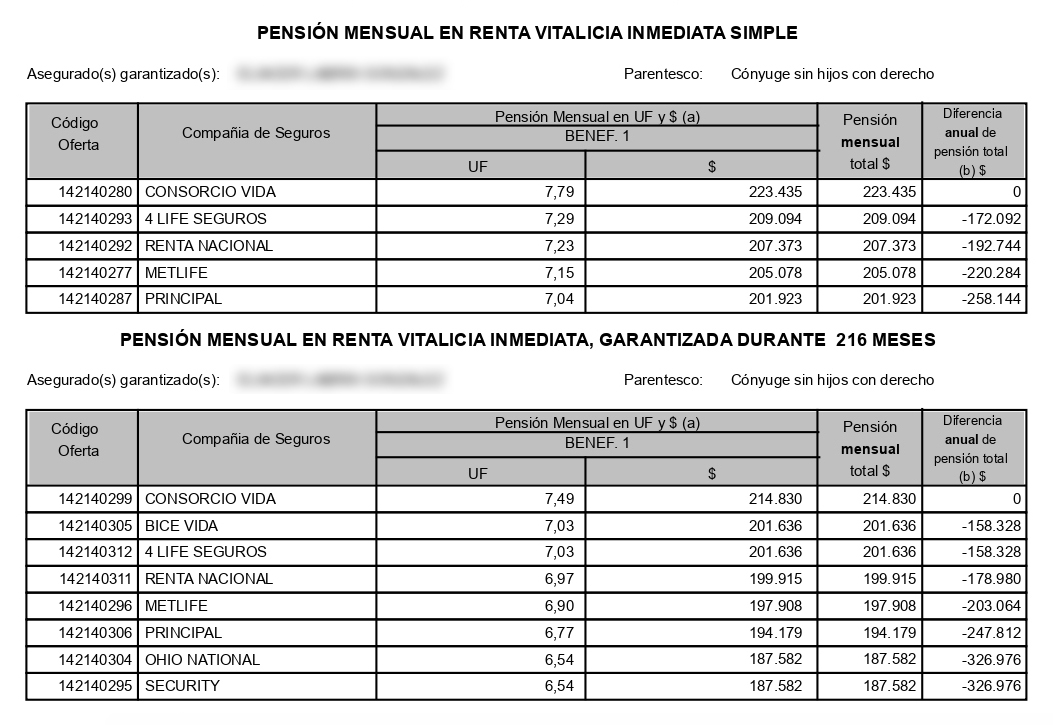 PENSIÓN MENSUAL EN RENTA VITALICIA INMEDIATA SIMPLE
Asegurado(s) garantizado(s): Parentesco: Cónyuge sin hijos con derecho
Código Oferta Compañia de Seguros Pensión Mensual en UF y $ (a) Pensión mensual total $ Diferencia anual de pensión total (b) $
BENEF. 1
UF $
142140280 CONSORCIO VIDA 7,79 223.435 223.435 0
142140293 4 LIFE SEGUROS 7,29 209.094 209.094 -172.092
142140292 RENTA NACIONAL 7,23 207.373 207.373 -192.744
142140277 METLIFE 7,15 205.078 205.078 -220.284
142140287 PRINCIPAL 7,04 201.923 201.923 -258.144
PENSIÓN MENSUAL EN RENTA VITALICIA INMEDIATA, GARANTIZADA DURANTE 216 MESES
Asegurado(s) garantizado(s): Parentesco: Cónyuge sin hijos con derecho
Código Oferta Compañia de Seguros Pensión Mensual en UF y $ (a) Pensión mensual total $ Diferencia anual de pensión total (b) $
BENEF. 1
UF $
142140299 CONSORCIO VIDA 7,49 214.830 214.830 0
142140305 BICE VIDA 7,03 201.636 201.636 -158.328
142140312 4 LIFE SEGUROS 7,03 201.636 201.636 -158.328
142140311 RENTA NACIONAL 6,97 199.915 199.915 -178.980
142140296 METLIFE 6,90 197.908 197.908 -203.064
142140306 PRINCIPAL 6,77 194.179 194.179 -247.812
142140304 OHIO NATIONAL 6,54 187.582 187.582 -326.976
142140295 SECURITY 6,54 187.582 187.582 -326.976